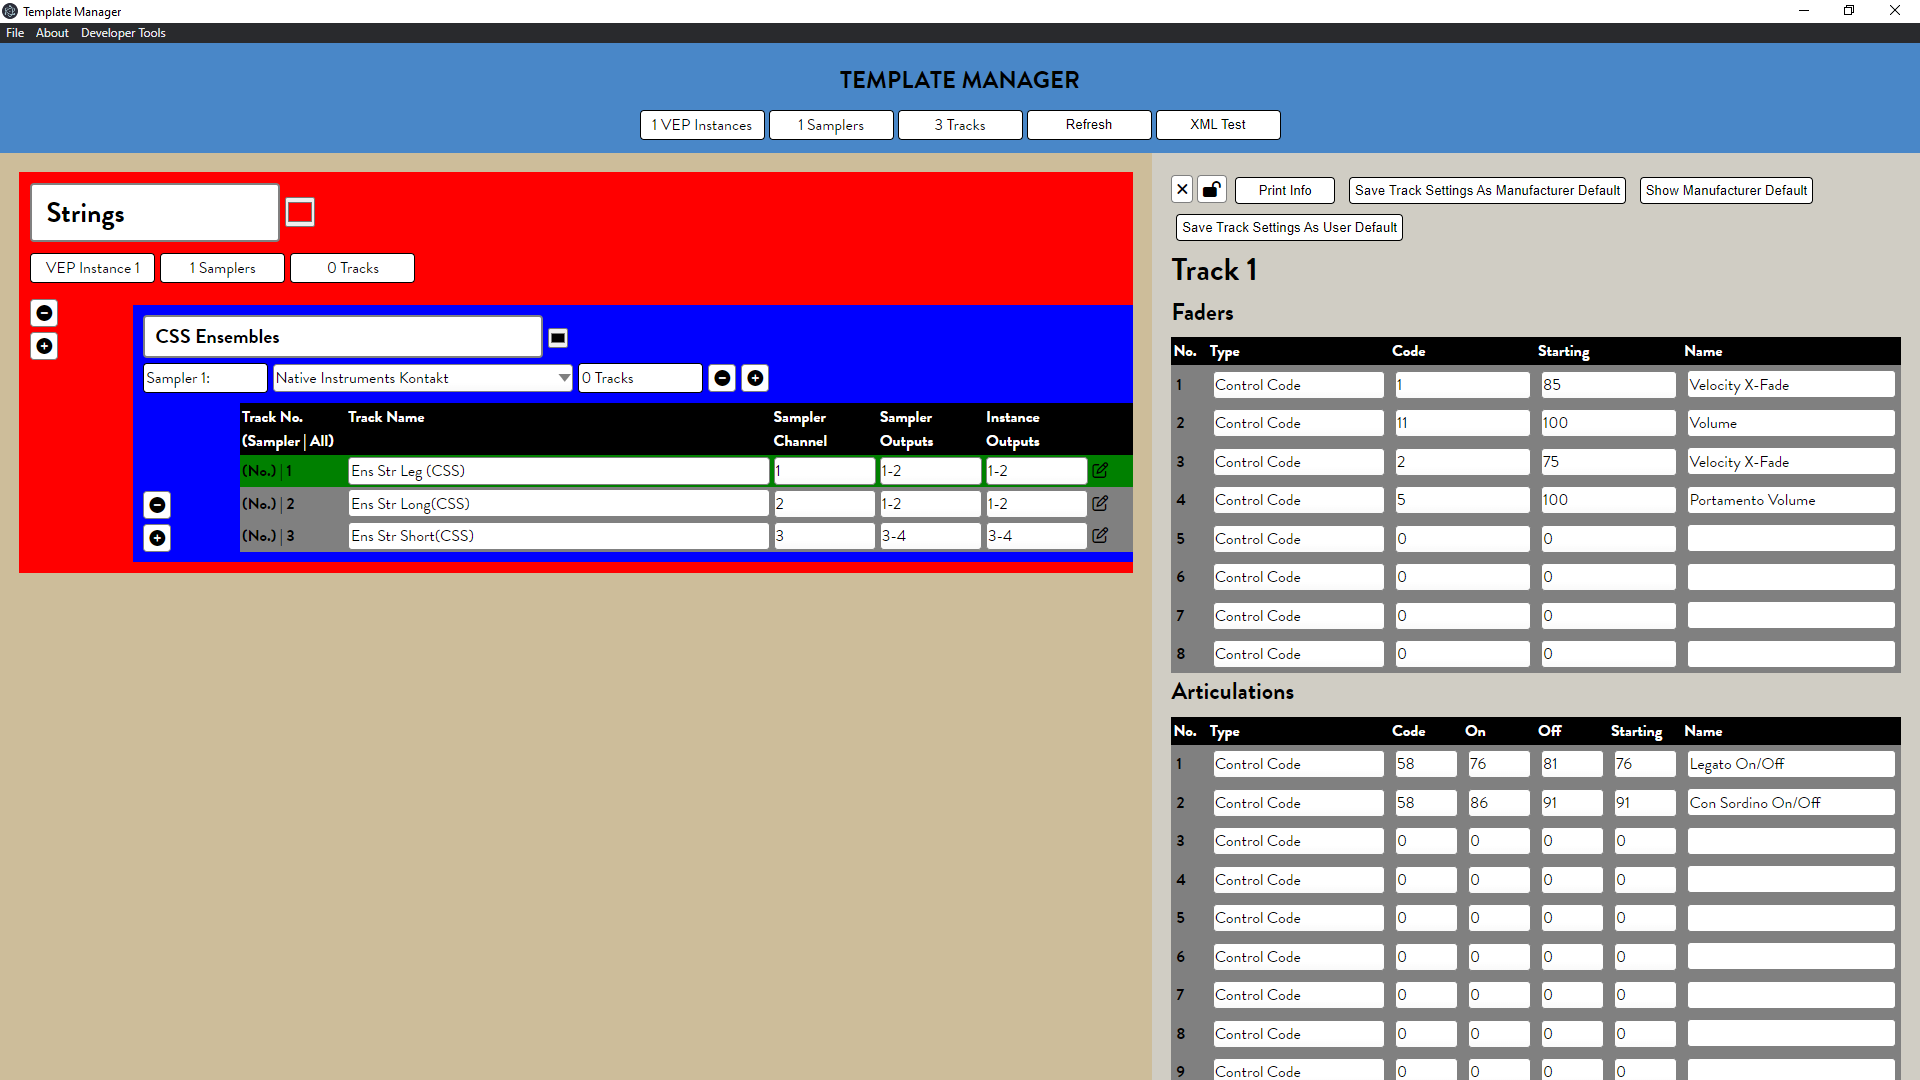 Template Manager
File About Developer Tools
TEMPLATE MANAGER
1 VEP Instances 1 Samplers 3 Tracks Refresh XML Test
Strings
VEP Instance 1 1 Samplers 0 Tracks
CSS Ensembles
Sampler 1: Native Instruments Kontakt 0 Tracks
Track No. Track Name Sampler Sampler Instance
(Sampler | All) Channel Outputs Outputs
(No.) | 1 Ens Str Leg (CSS) 1 1-2 1-2
(No.) | 2 Ens Str Long(CSS) 2 1-2 1-2
(No.) | 3 Ens Str Short(CSS) 3 3-4 3-4
Print Info Save Track Settings As Manufacturer Default Show Manufacturer Default
Save Track Settings As User Default
Track 1
Faders
No. Type Code Starting Name
1 Control Code 1 85 Velocity X-Fade
2 Control Code 11 100 Volume
3 Control Code 2 75 Velocity X-Fade
4 Control Code 5 100 Portamento Volume
5 Control Code 0 0
6 Control Code 0 0
7 Control Code 0 0
8 Control Code 0 0
Articulations
No. Type Code On Off Starting Name
1 Control Code 58 76 81 76 Legato On/Off
2 Control Code 58 86 91 91 Con Sordino On/Off
3 Control Code 0 0 0 0
4 Control Code 0 0 0 0
5 Control Code 0 0 0 0
6 Control Code 0 0 0 0
7 Control Code 0 0 0 0
8 Control Code 0 0 0 0
9 Control Code 0 0 0 0